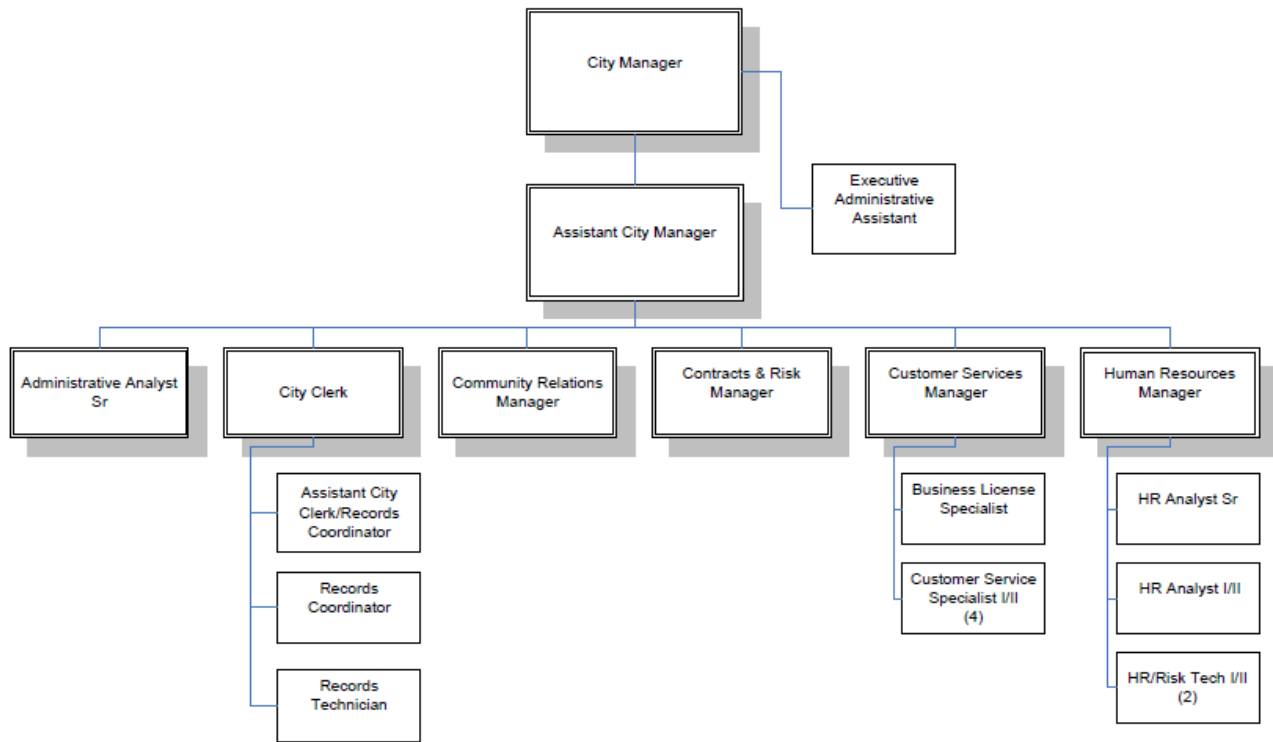 City Manager
Executive
Administrative
Assistant
Assistant City Manager
Administrative Analyst
Sr
City Clerk
Community Relations
Manager
Contracts & Risk
Manager
Customer Services
Manager
Human Resources
Manager
Assistant City
Clerk/Records
Coordinator
Records
Coordinator
Records
Technician
Business License
Specialist
Customer Service
Specialist I/II
(4)
HR Analyst Sr
HR Analyst I/II
HR/Risk Tech I/II
(2)